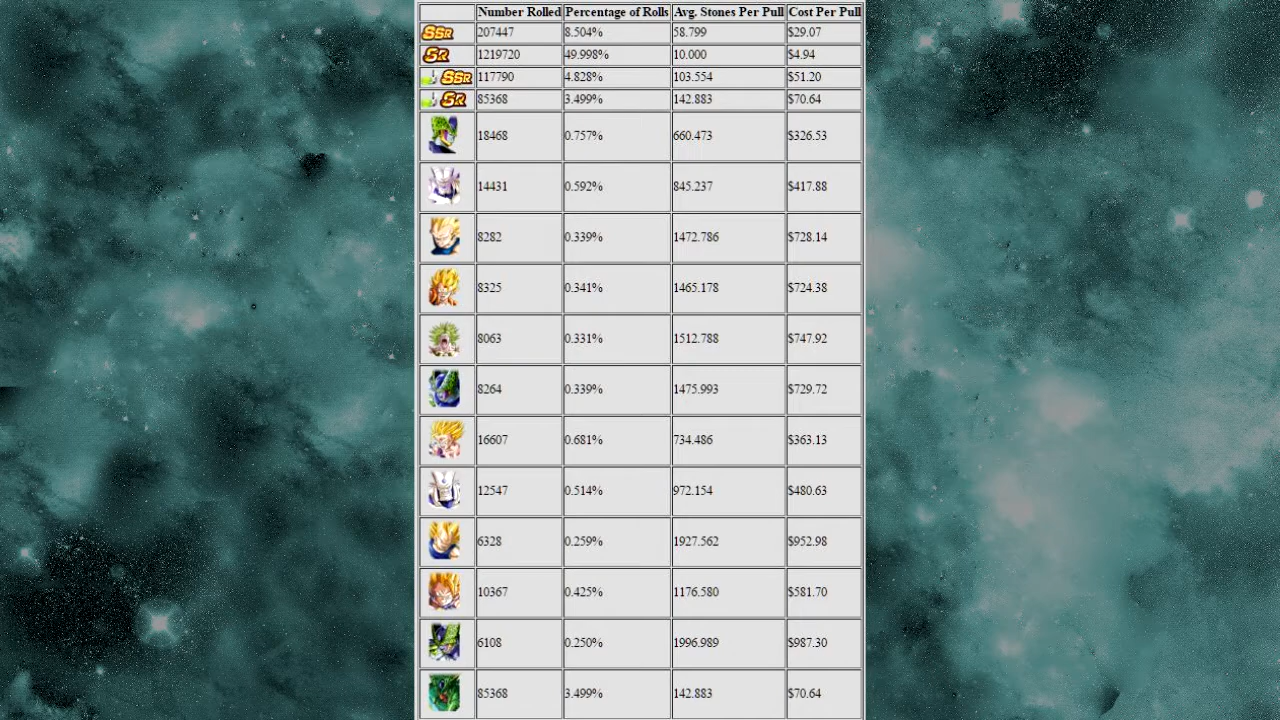 Number Rolled Percentage of Rolls Avg. Stones Per Pull Cost Per Pull
SSR 207447 8.504% 58.799 $29.07
SR 1219720 49.998% 10.000 $4.94
SSR 117790 4.828% 103.554 $51.20
SR 85368 3.499% 142.883 $70.64
18468 0.757% 660.473 $326.53
14431 0.592% 845.237 $417.88
8282 0.339% 1472.786 $728.14
8325 0.341% 1465.178 $724.38
8063 0.331% 1512.788 $747.92
8264 0.339% 1475.993 $729.72
16607 0.681% 734.486 $363.13
12547 0.514% 972.154 $480.63
6328 0.259% 1927.562 $952.98
10367 0.425% 1176.580 $581.70
6108 0.250% 1996.989 $987.30
85368 3.499% 142.883 $70.64